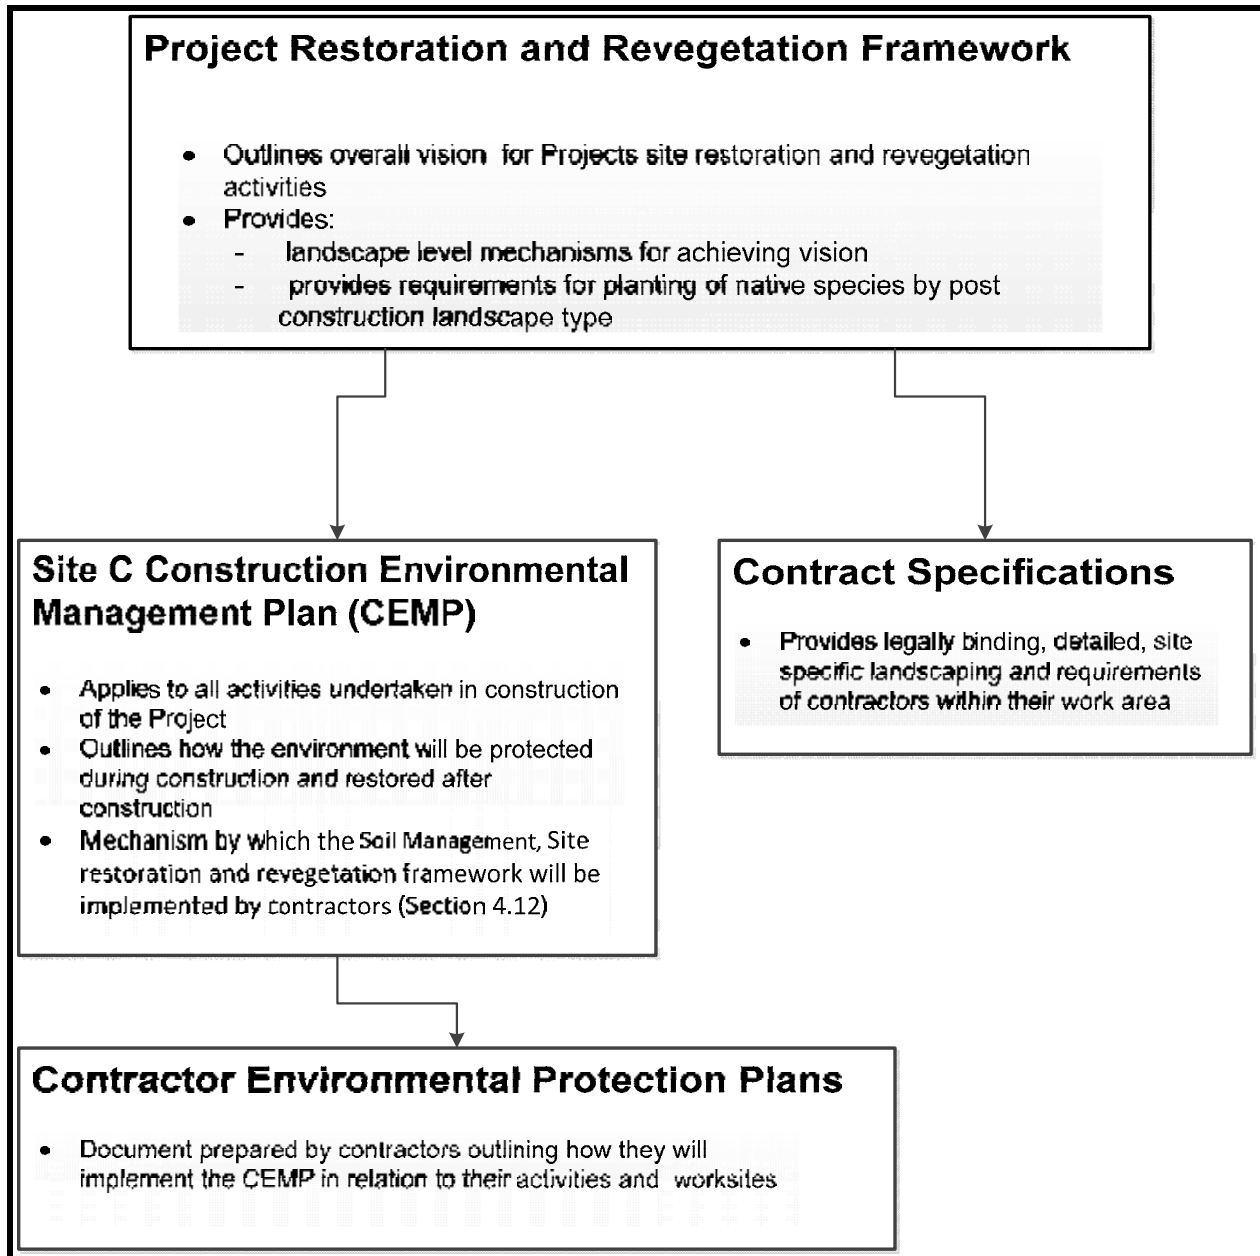 Project Restoration and Revegetation Framework
• Outlines overall vision for Projects site restoration and revegetation
activities
• Provides:
- landscape level mechanisms for achieving vision
- provides requirements for planting of native species by post
construction landscape type
Site C Construction Environmental
Management Plan (CEMP)
• Applies to all activities undertaken in construction
of the Project
• Outlines how the environment will be protected
during construction and restored after
construction
• Mechanism by which the Soil Management, Site
restoration and revegetation framework will be
implemented by contractors (Section 4.12)
Contract Specifications
• Provides legally binding, detailed, site
specific landscaping and requirements
of contractors within their work area
Contractor Environmental Protection Plans
• Document prepared by contractors outlining how they will
implement the CEMP in relation to their activities and worksites